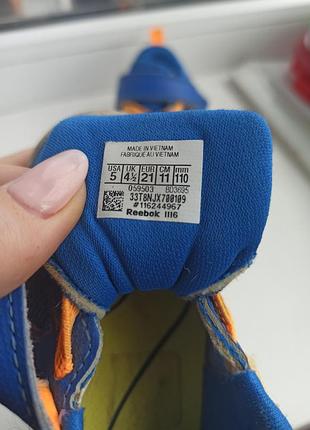 MADE IN VIETNAM
FABRIQUE AU VIETNAM
USA UK EUR CM mm
5 4½ 21 11 110
059503 BD3695
33T8NJX700109
#116244967
Reebok 1116